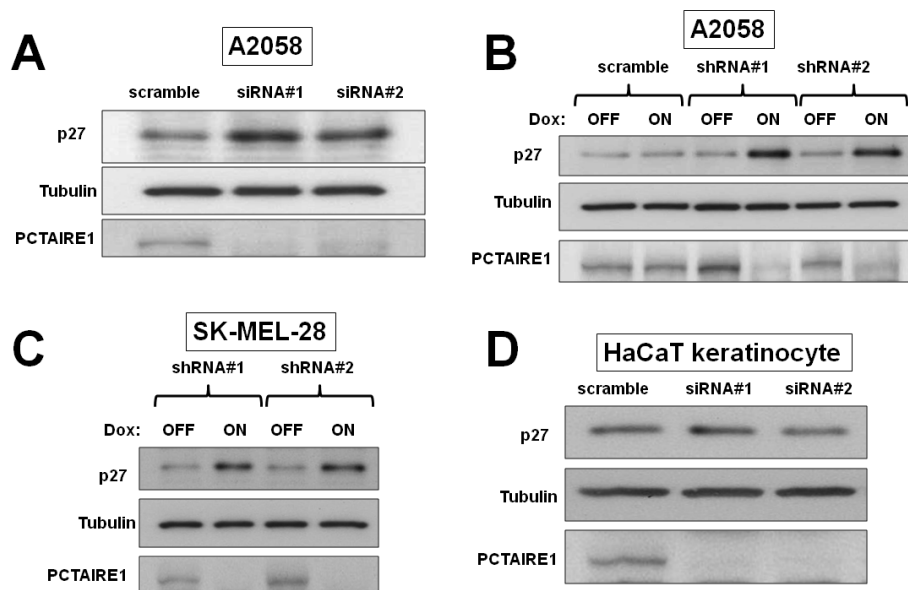 A
A2058
scramble siRNA#1 siRNA#2
p27
Tubulin
PCTAIRE1
B
A2058
scramble shRNA#1 shRNA#2
Dox: OFF ON OFF ON OFF ON
p27
Tubulin
PCTAIRE1
C
SK-MEL-28
shRNA#1 shRNA#2
Dox: OFF ON OFF ON
p27
Tubulin
PCTAIRE1
D
HaCaT keratinocyte
scramble siRNA#1 siRNA#2
p27
Tubulin
PCTAIRE1